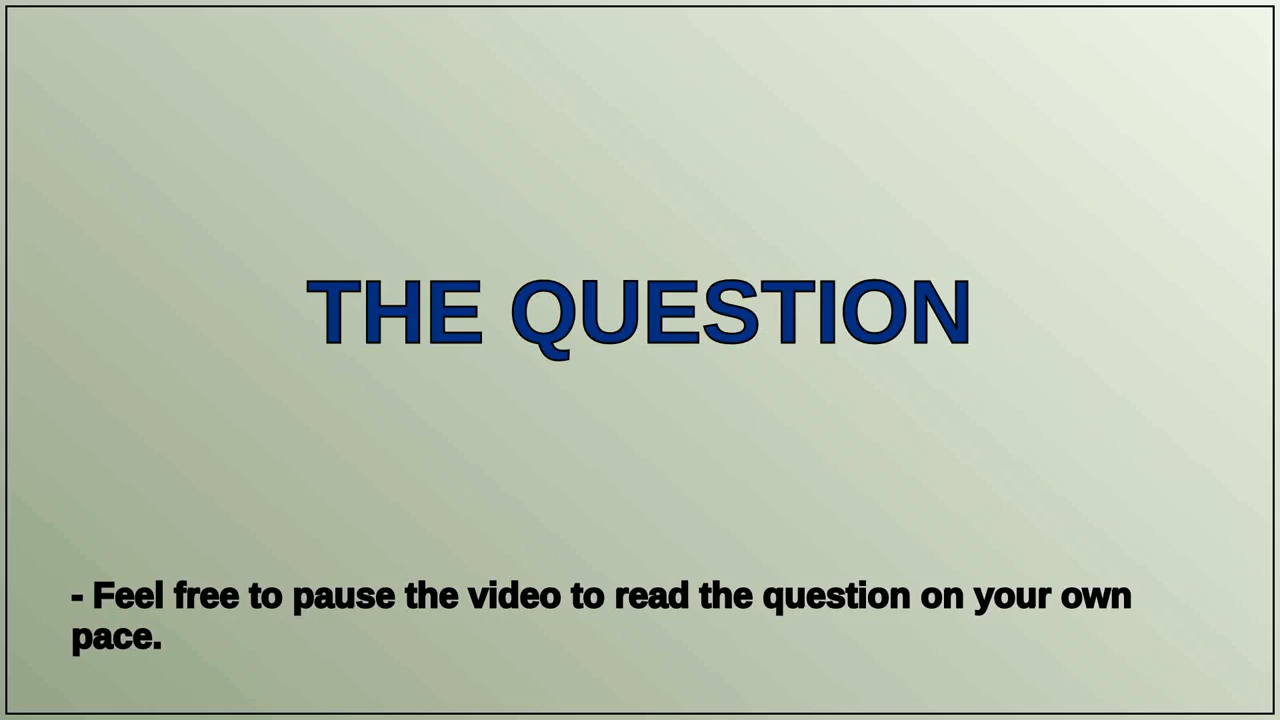 THE QUESTION
- Feel free to pause the video to read the question on your own
pace.